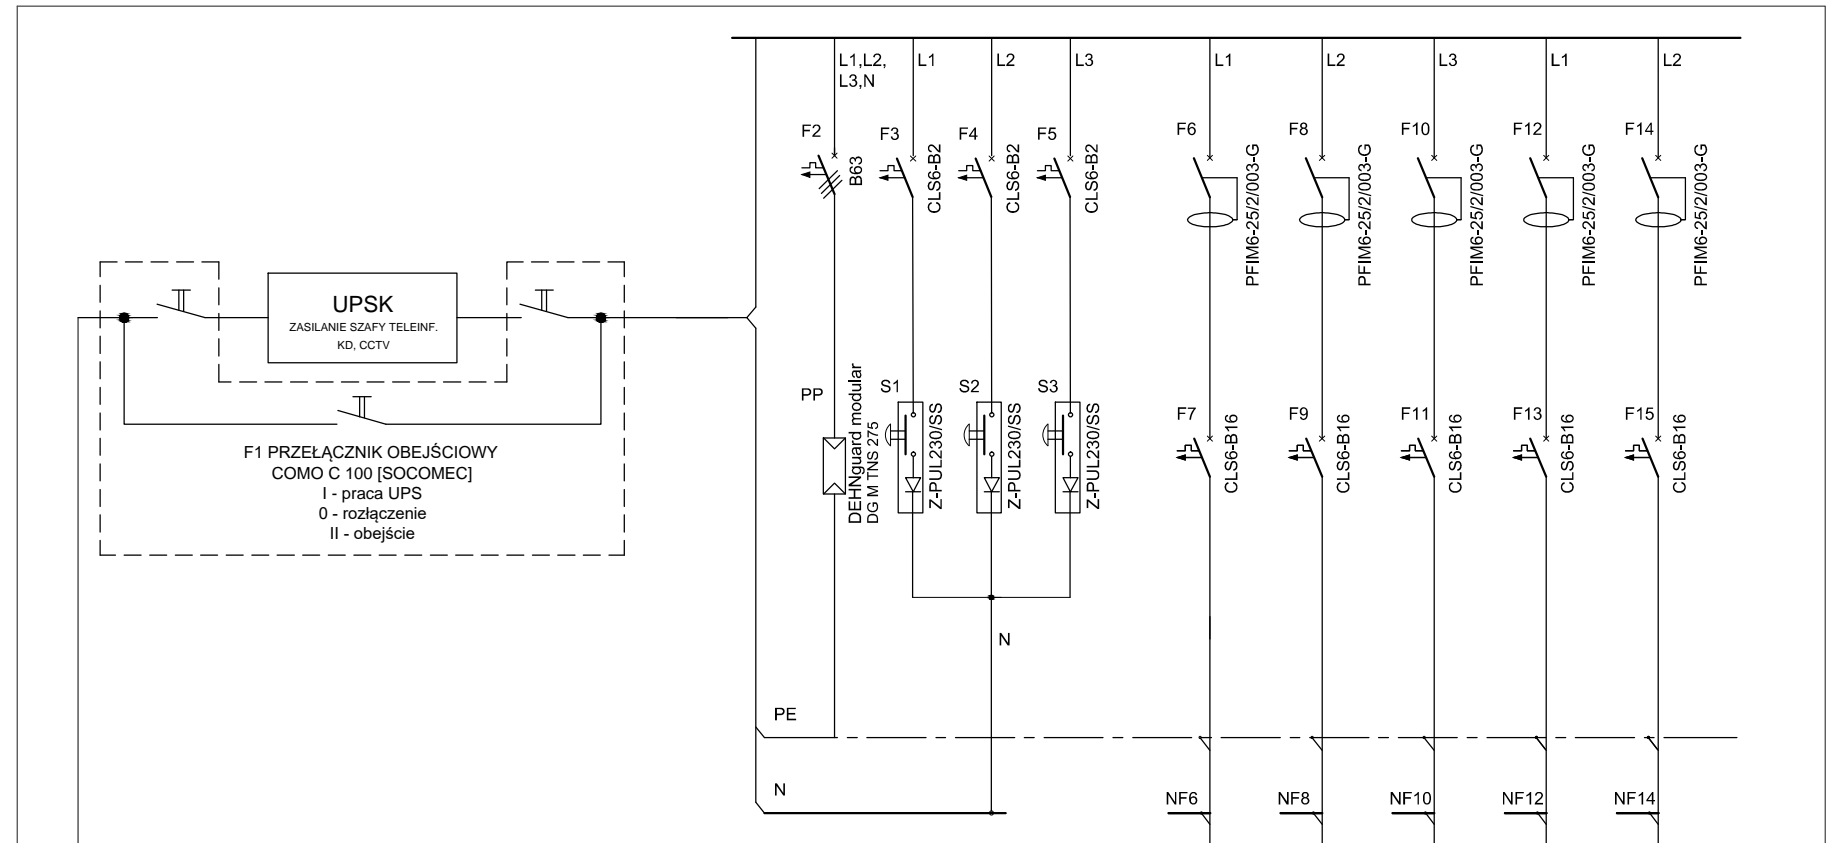 L1,L2,
L3,N
L1
L2
L3
L1
L2
L3
L1
L2
F2
B63
F3
CLS6-B2
F4
CLS6-B2
F5
CLS6-B2
F6
PFIM6-25/2/003-G
F8
PFIM6-25/2/003-G
F10
PFIM6-25/2/003-G
F12
PFIM6-25/2/003-G
F14
PFIM6-25/2/003-G
UPSK
ZASILANIE SZAFY TELEINF.
KD, CCTV
F1 PRZEŁĄCZNIK OBEJŚCIOWY
COMO C 100 [SOCOMEC]
I - praca UPS
0 - rozłączenie
II - obejście
PP
DEHNguard modular
DG M TNS 275
S1
Z-PUL230/SS
S2
Z-PUL230/SS
S3
Z-PUL230/SS
F7
CLS6-B16
F9
CLS6-B16
F11
CLS6-B16
F13
CLS6-B16
F15
CLS6-B16
N
PE
N
NF6
NF8
NF10
NF12
NF14